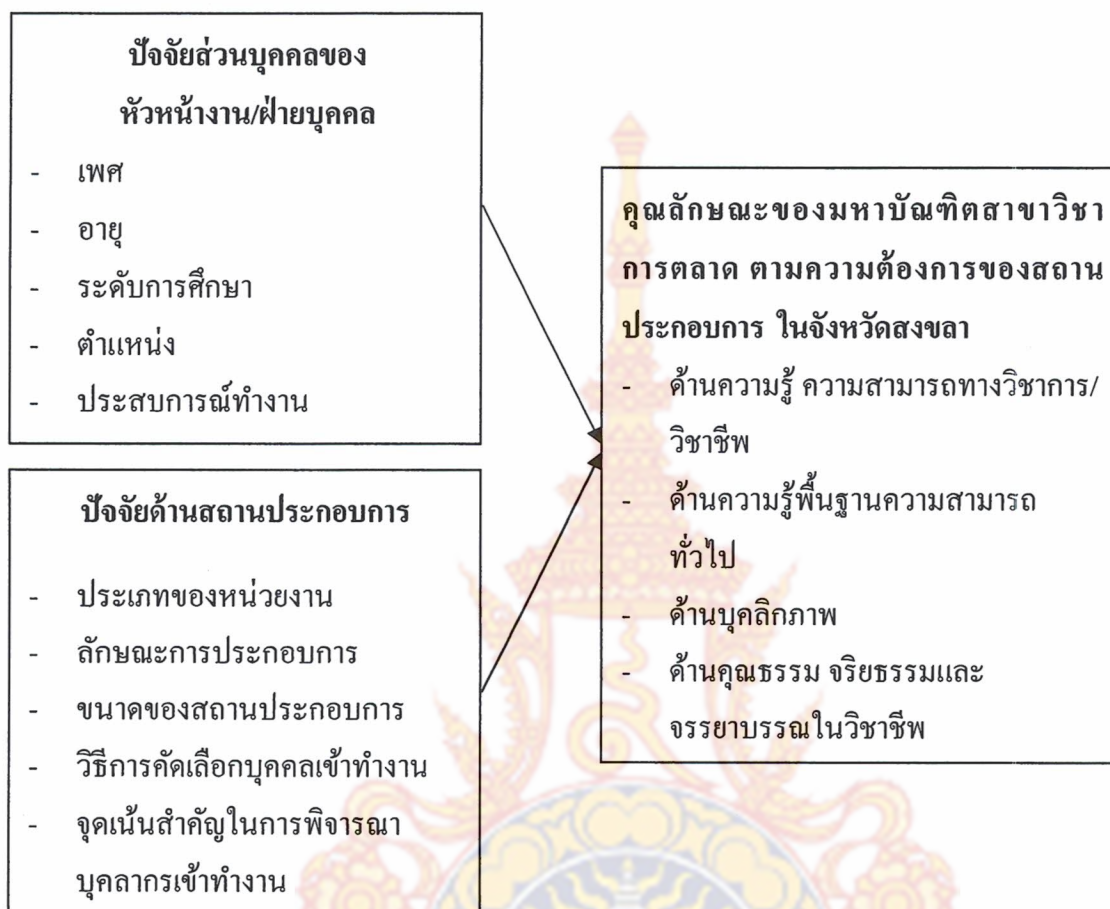 ปัจจัยส่วนบุคคลของ
หัวหน้างาน/ฝ่ายบุคคล
- เพศ
- อายุ
- ระดับการศึกษา
- ตำแหน่ง
- ประสบการณ์ทำงาน
ปัจจัยด้านสถานประกอบการ
- ประเภทของหน่วยงาน
- ลักษณะการประกอบการ
- ขนาดของสถานประกอบการ
- วิธีการคัดเลือกบุคคลเข้าทำงาน
- จุดเน้นสำคัญในการพิจารณา
บุคลากรเข้าทำงาน
คุณลักษณะของมหาบัณฑิตสาขาวิชา
การตลาด ตามความต้องการของสถาน
ประกอบการ ในจังหวัดสงขลา
- ด้านความรู้ ความสามารถทางวิชาการ/
วิชาชีพ
- ด้านความรู้พื้นฐานความสามารถ
ทั่วไป
- ด้านบุคลิกภาพ
- ด้านคุณธรรม จริยธรรมและ
จรรยาบรรณในวิชาชีพ